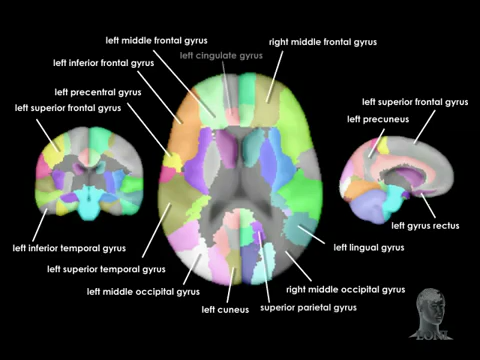 left middle frontal gyrus
right middle frontal gyrus
left cingulate gyrus
left inferior frontal gyrus
left precentral gyrus
left superior frontal gyrus
left superior frontal gyrus
left precuneus
left gyrus rectus
left inferior temporal gyrus
left lingual gyrus
left superior temporal gyrus
left middle occipital gyrus
right middle occipital gyrus
left cuneus
superior parietal gyrus
LONI